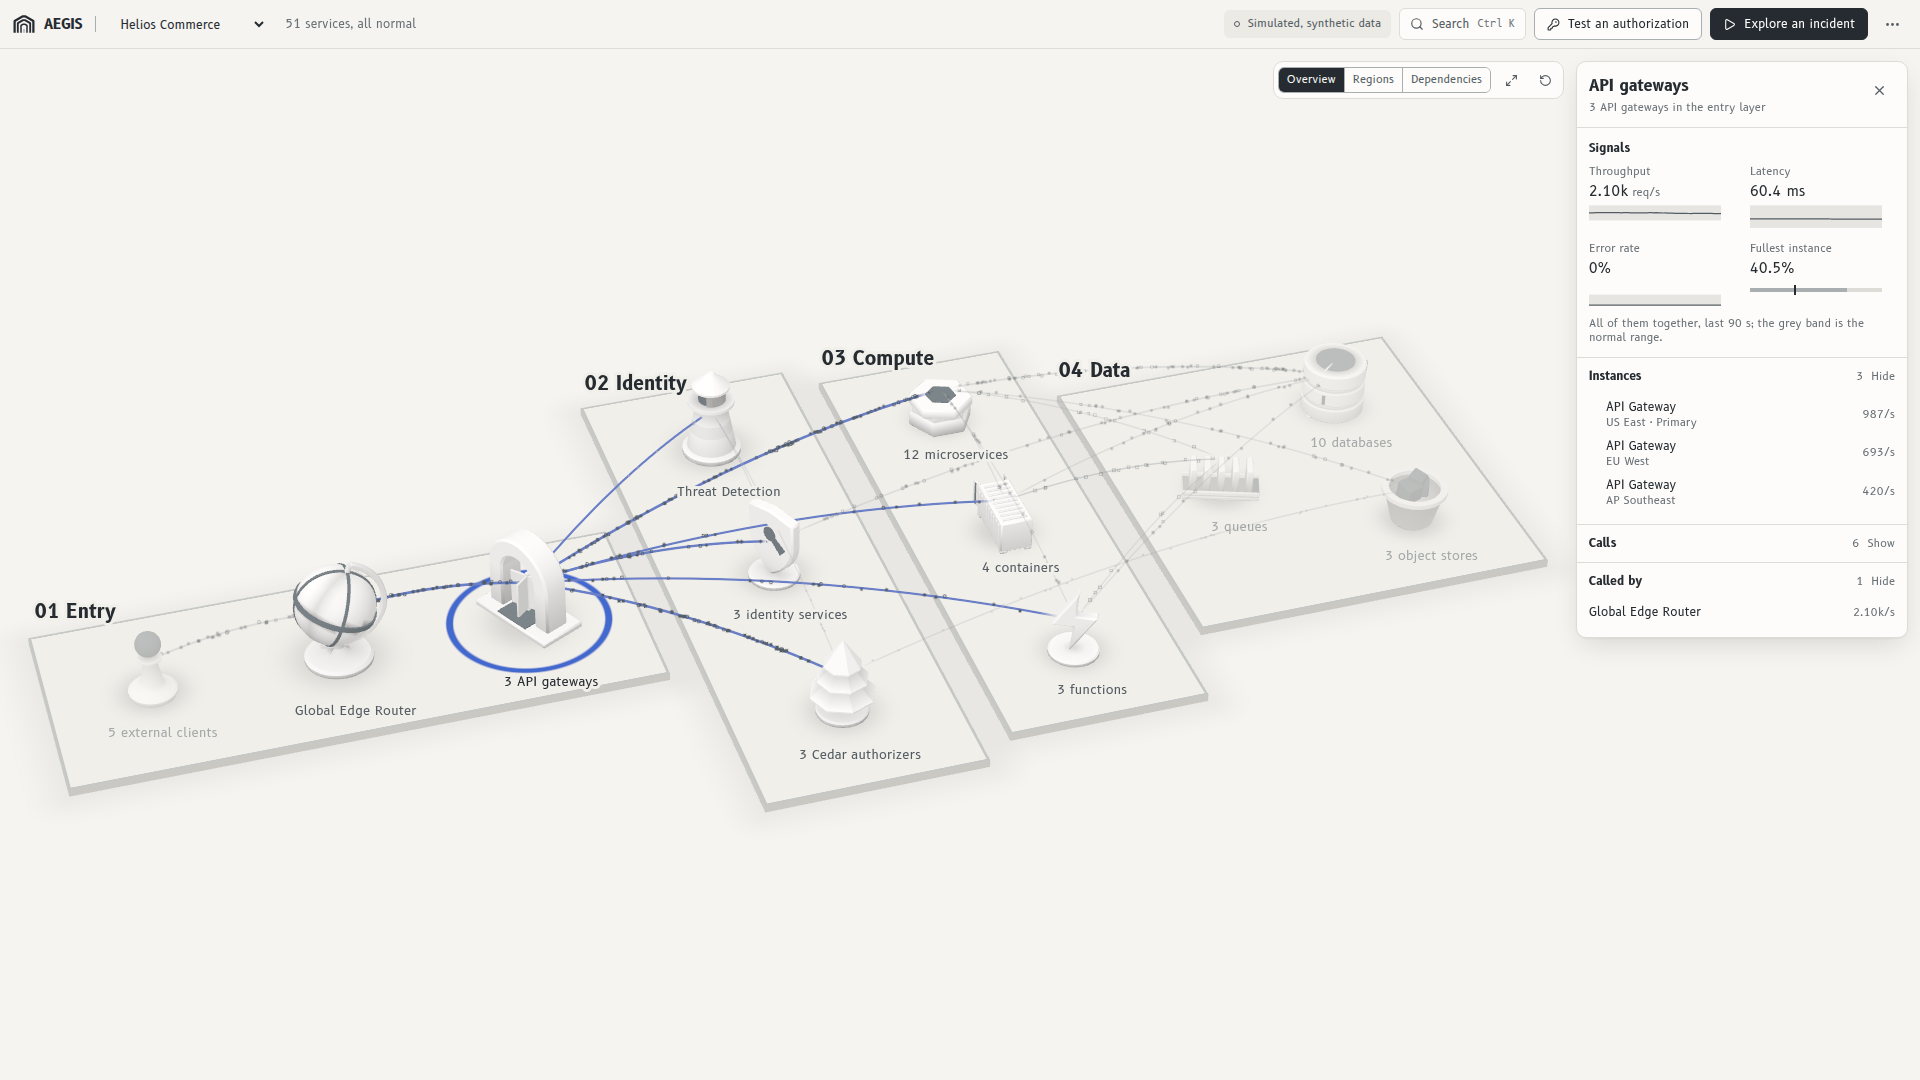 AEGIS
Helios Commerce
51 services, all normal
Simulated, synthetic data
Search Ctrl K
Test an authorization
Explore an incident
Overview
Regions
Dependencies
01 Entry
5 external clients
Global Edge Router
3 API gateways
02 Identity
Threat Detection
3 identity services
3 Cedar authorizers
03 Compute
12 microservices
4 containers
3 functions
04 Data
10 databases
3 queues
3 object stores
API gateways
3 API gateways in the entry layer
Signals
Throughput
2.10k req/s
Latency
60.4 ms
Error rate
0%
Fullest instance
40.5%
All of them together, last 90 s; the grey band is the
normal range.
Instances 3 Hide
API Gateway
US East · Primary
987/s
API Gateway
EU West
693/s
API Gateway
AP Southeast
420/s
Calls 6 Show
Called by 1 Hide
Global Edge Router 2.10k/s